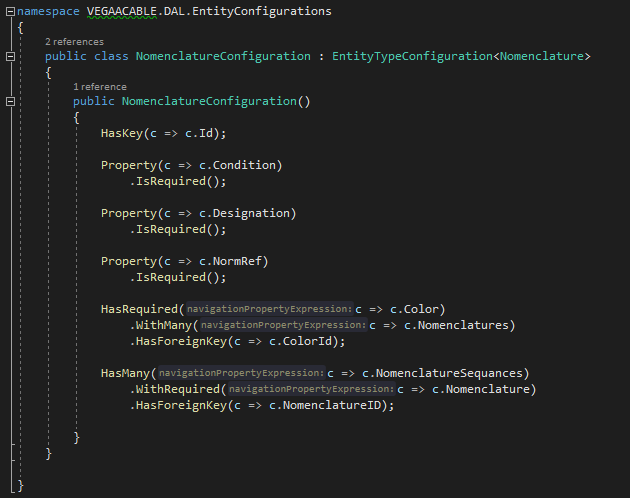 namespace VEGAACABLE.DAL.EntityConfigurations
{
2 references
public class NomenclatureConfiguration : EntityTypeConfiguration<Nomenclature>
{
1 reference
public NomenclatureConfiguration()
{
HasKey(c => c.Id);
Property(c => c.Condition)
.IsRequired();
Property(c => c.Designation)
.IsRequired();
Property(c => c.NormRef)
.IsRequired();
HasRequired(navigationPropertyExpression: c => c.Color)
.WithMany(navigationPropertyExpression: c => c.Nomenclatures)
.HasForeignKey(c => c.ColorId);
HasMany(navigationPropertyExpression: c => c.NomenclatureSequances)
.WithRequired(navigationPropertyExpression: c => c.Nomenclature)
.HasForeignKey(c => c.NomenclatureID);
}
}
}